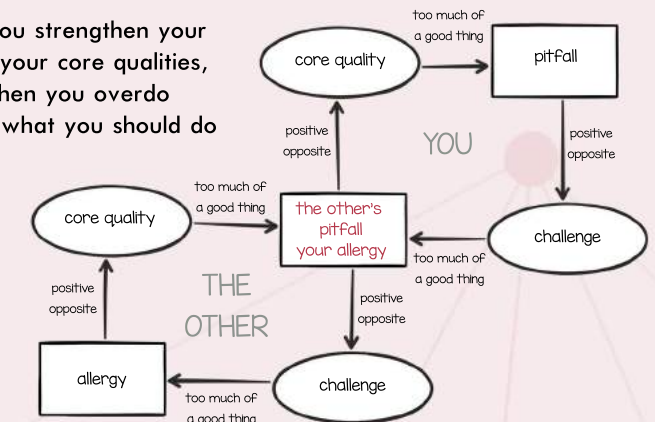 ou strengthen your
your core qualities,
hen you overdo
what you should do
too much of
a good thing
core quality
pitfall
positive
opposite
YOU
positive
opposite
too much of
a good thing
core quality
the other's
pitfall
your allergy
challenge
too much of
a good thing
THE
OTHER
positive
opposite
positive
opposite
allergy
challenge
too much of
a good thing